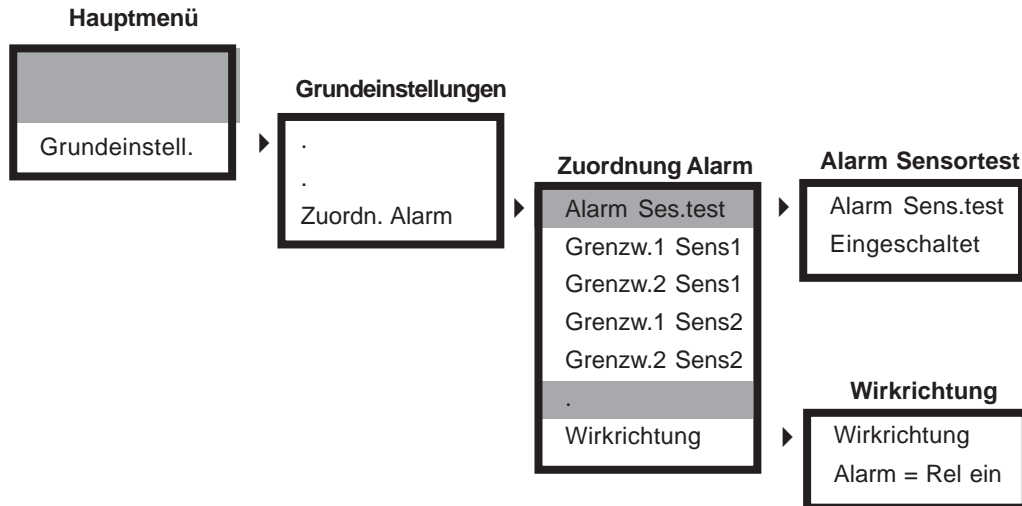 Hauptmenü
Grundeinstell.
Grundeinstellungen
.
.
Zuordn. Alarm
Zuordnung Alarm
Alarm Ses.test
Grenzw.1 Sens1
Grenzw.2 Sens1
Grenzw.1 Sens2
Grenzw.2 Sens2
.
Wirkrichtung
Alarm Sensortest
Alarm Sens.test
Eingeschaltet
Wirkrichtung
Wirkrichtung
Alarm = Rel ein